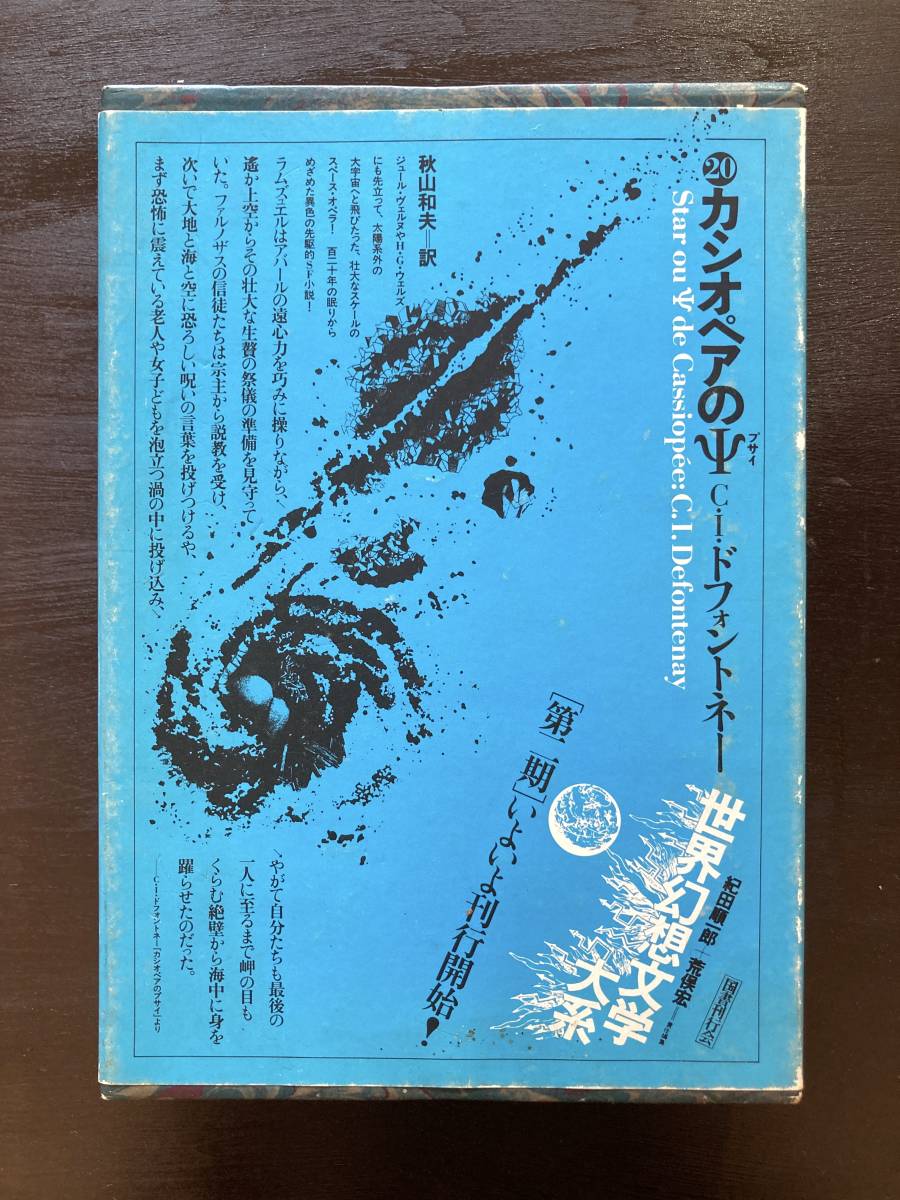 ⑳カシオペアのΨ C・I・ドフォントネー
プサイ
Star ou Ψ de Cassiopée: C. I. Defontenay
世界幻想文学大系
紀田順一郎+荒俣宏
国書刊行会
[第二期]いよいよ刊行開始!
秋山和夫=訳
ジュール・ヴェルヌやH・G・ウェルズ
にも先立って、太陽系外の
大宇宙へと飛びたった、壮大なスケールの
スペース・オペラ! 百二十年の眠りから
めざめた異色の先駆的SF小説!
ラムズエルはアバールの遠心力を巧みに操りながら、
遙か上空からその壮大な生贄の祭儀の準備を見守って
いた。ファルノザスの信徒たちは宗主から説教を受け、
次いで大地と海と空に恐ろしい呪いの言葉を投げつけるや、
まず恐怖に震えている老人や女子どもを泡立つ渦の中に投げ込み、
やがて自分たちも最後の
一人に至るまで岬の目も
くらむ絶壁から海中に身を
躍らせたのだった。
——C・I・ドフォントネー「カシオペアのプサイ」より